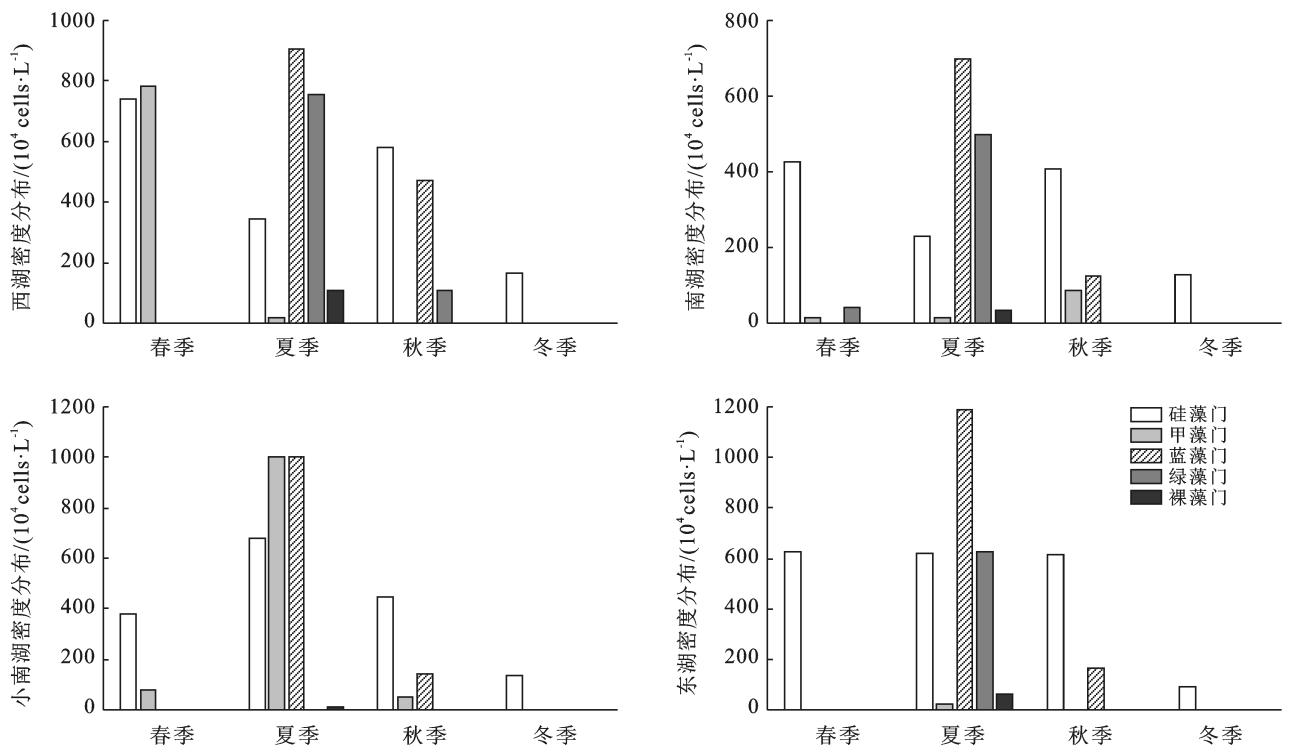 西湖密度分布/(10⁴ cells·L⁻¹)
1000
800
600
400
200
0
春季 夏季 秋季 冬季
南湖密度分布/(10⁴ cells·L⁻¹)
800
600
400
200
0
春季 夏季 秋季 冬季
小南湖密度分布/(10⁴cells·L⁻¹)
1200
1000
800
600
400
200
0
春季 夏季 秋季 冬季
东湖密度分布/(10⁴cells·L⁻¹)
1200
1000
800
600
400
200
0
春季 夏季 秋季 冬季
硅藻门
甲藻门
蓝藻门
绿藻门
裸藻门